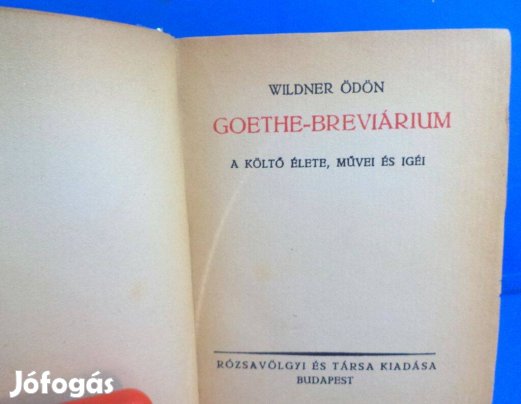 WILDNER ÖDÖN
GOETHE-BREVIÁRIUM
A KÖLTŐ ÉLETE, MŰVEI ÉS IGÉI
RÓZSAVÖLGYI ÉS TÁRSA KIADÁSA
BUDAPEST
Jófogás